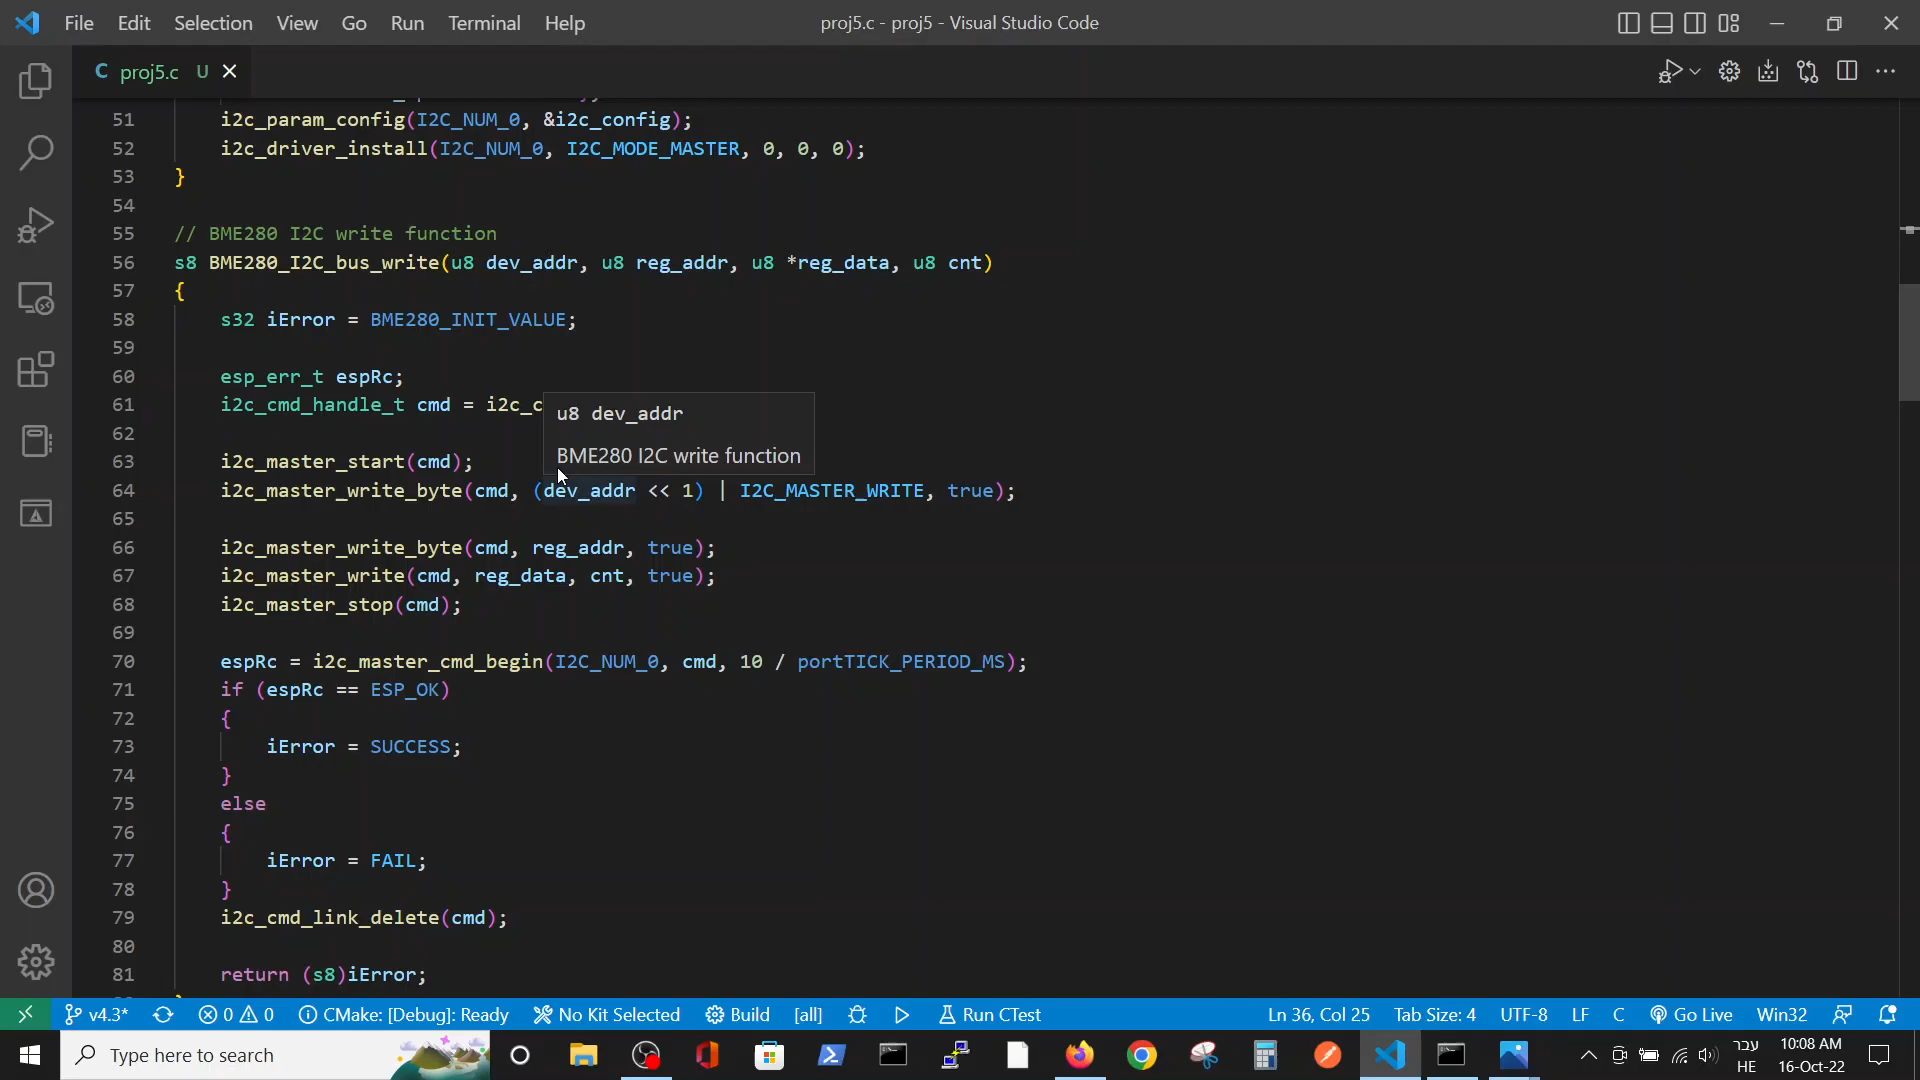 File Edit Selection View Go Run Terminal Help proj5.c - proj5 - Visual Studio Code
C proj5.c U
51 i2c_param_config(I2C_NUM_0, &i2c_config);
52 i2c_driver_install(I2C_NUM_0, I2C_MODE_MASTER, 0, 0, 0);
53 }
54
55 // BME280 I2C write function
56 s8 BME280_I2C_bus_write(u8 dev_addr, u8 reg_addr, u8 *reg_data, u8 cnt)
57 {
58 s32 iError = BME280_INIT_VALUE;
59
60 esp_err_t espRc;
61 i2c_cmd_handle_t cmd = i2c_c
u8 dev_addr
BME280 I2C write function
62
63 i2c_master_start(cmd);
64 i2c_master_write_byte(cmd, (dev_addr << 1) | I2C_MASTER_WRITE, true);
65
66 i2c_master_write_byte(cmd, reg_addr, true);
67 i2c_master_write(cmd, reg_data, cnt, true);
68 i2c_master_stop(cmd);
69
70 espRc = i2c_master_cmd_begin(I2C_NUM_0, cmd, 10 / portTICK_PERIOD_MS);
71 if (espRc == ESP_OK)
72 {
73 iError = SUCCESS;
74 }
75 else
76 {
77 iError = FAIL;
78 }
79 i2c_cmd_link_delete(cmd);
80
81 return (s8)iError;
v4.3* 0 0 CMake: [Debug]: Ready No Kit Selected Build [all] Run CTest Ln 36, Col 25 Tab Size: 4 UTF-8 LF C Go Live Win32
Type here to search
עבר 10:08 AM
HE 16-Oct-22